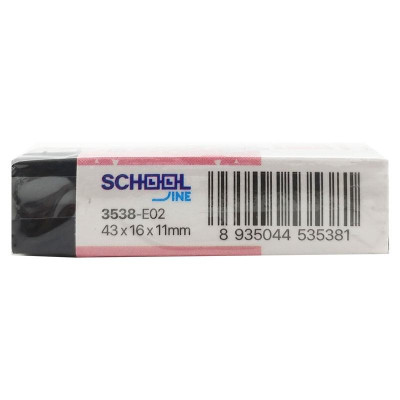 SCHOOL
LINE
3538-E02
43 x 16 x 11mm
8 935044 535381